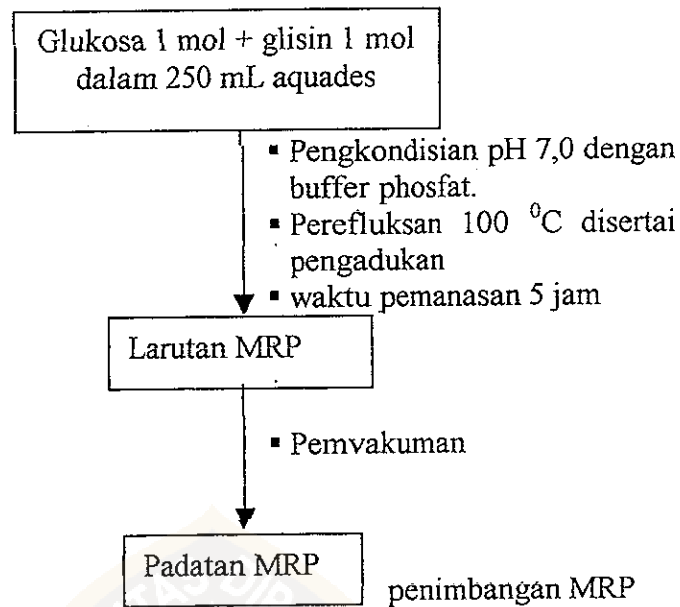 Glukosa 1 mol + glisin 1 mol
dalam 250 mL aquades
▪ Pengkondisian pH 7,0 dengan
buffer phosfat.
▪ Perefluksan 100 ⁰C disertai
pengadukan
▪ waktu pemanasan 5 jam
Larutan MRP
▪ Pemvakuman
Padatan MRP
penimbangan MRP